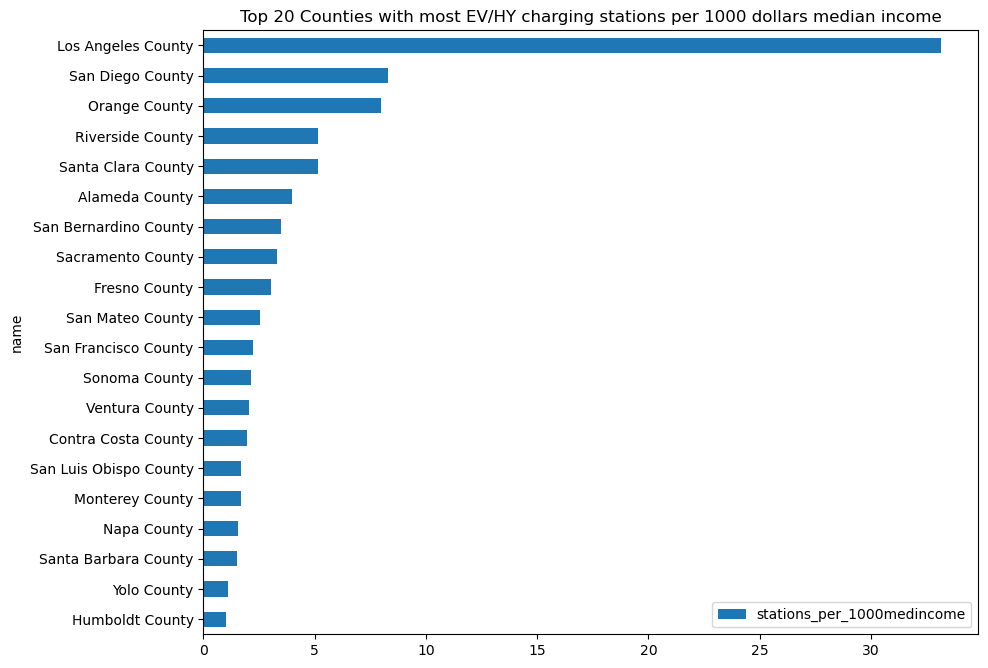 Top 20 Counties with most EV/HY charging stations per 1000 dollars median income
Los Angeles County
San Diego County
Orange County
Riverside County
Santa Clara County
Alameda County
San Bernardino County
Sacramento County
Fresno County
San Mateo County
San Francisco County
Sonoma County
Ventura County
Contra Costa County
San Luis Obispo County
Monterey County
Napa County
Santa Barbara County
Yolo County
Humboldt County
name
stations_per_1000medincome
0 5 10 15 20 25 30